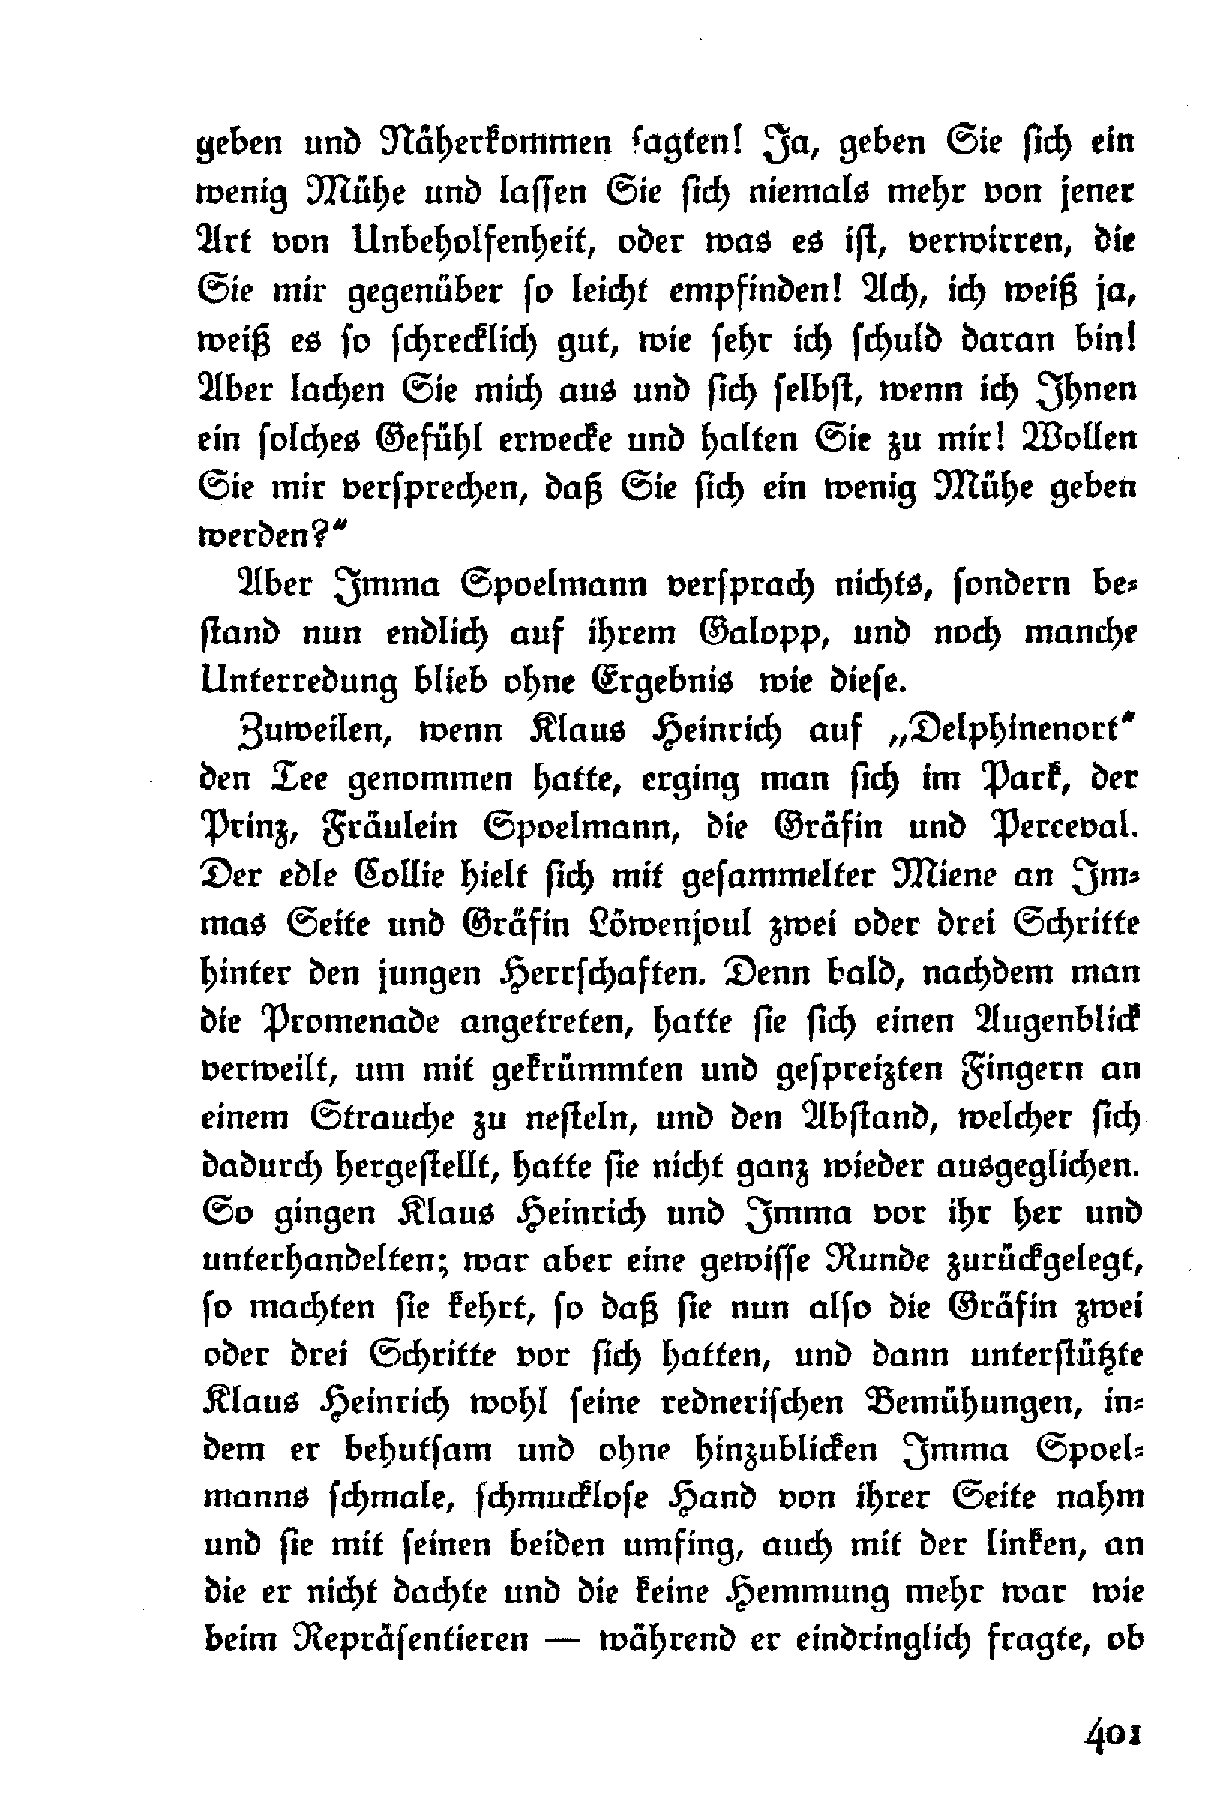 geben und Näherkommen sagten! Ja, geben Sie sich ein
wenig Mühe und lassen Sie sich niemals mehr von jener
Art von Unbeholfenheit, oder was es ist, verwirren, die
Sie mir gegenüber so leicht empfinden! Ach, ich weiß ja,
weiß es so schrecklich gut, wie sehr ich schuld daran bin!
Aber lachen Sie mich aus und sich selbst, wenn ich Ihnen
ein solches Gefühl erwecke und halten Sie zu mir! Wollen
Sie mir versprechen, daß Sie sich ein wenig Mühe geben
werden?“
Aber Imma Spoelmann versprach nichts, sondern be-
stand nun endlich auf ihrem Galopp, und noch manche
Unterredung blieb ohne Ergebnis wie diese.
Zuweilen, wenn Klaus Heinrich auf „Delphinenort“
den Tee genommen hatte, erging man sich im Park, der
Prinz, Fräulein Spoelmann, die Gräfin und Perceval.
Der edle Collie hielt sich mit gesammelter Miene an Im-
mas Seite und Gräfin Löwenjoul zwei oder drei Schritte
hinter den jungen Herrschaften. Denn bald, nachdem man
die Promenade angetreten, hatte sie sich einen Augenblick
verweilt, um mit gekrümmten und gespreizten Fingern an
einem Strauche zu nesteln, und den Abstand, welcher sich
dadurch hergestellt, hatte sie nicht ganz wieder ausgeglichen.
So gingen Klaus Heinrich und Imma vor ihr her und
unterhandelten; war aber eine gewisse Runde zurückgelegt,
so machten sie kehrt, so daß sie nun also die Gräfin zwei
oder drei Schritte vor sich hatten, und dann unterstützte
Klaus Heinrich wohl seine rednerischen Bemühungen, in-
dem er behutsam und ohne hinzublicken Imma Spoel-
manns schmale, schmucklose Hand von ihrer Seite nahm
und sie mit seinen beiden umfing, auch mit der linken, an
die er nicht dachte und die keine Hemmung mehr war wie
beim Repräsentieren — während er eindringlich fragte, ob
401